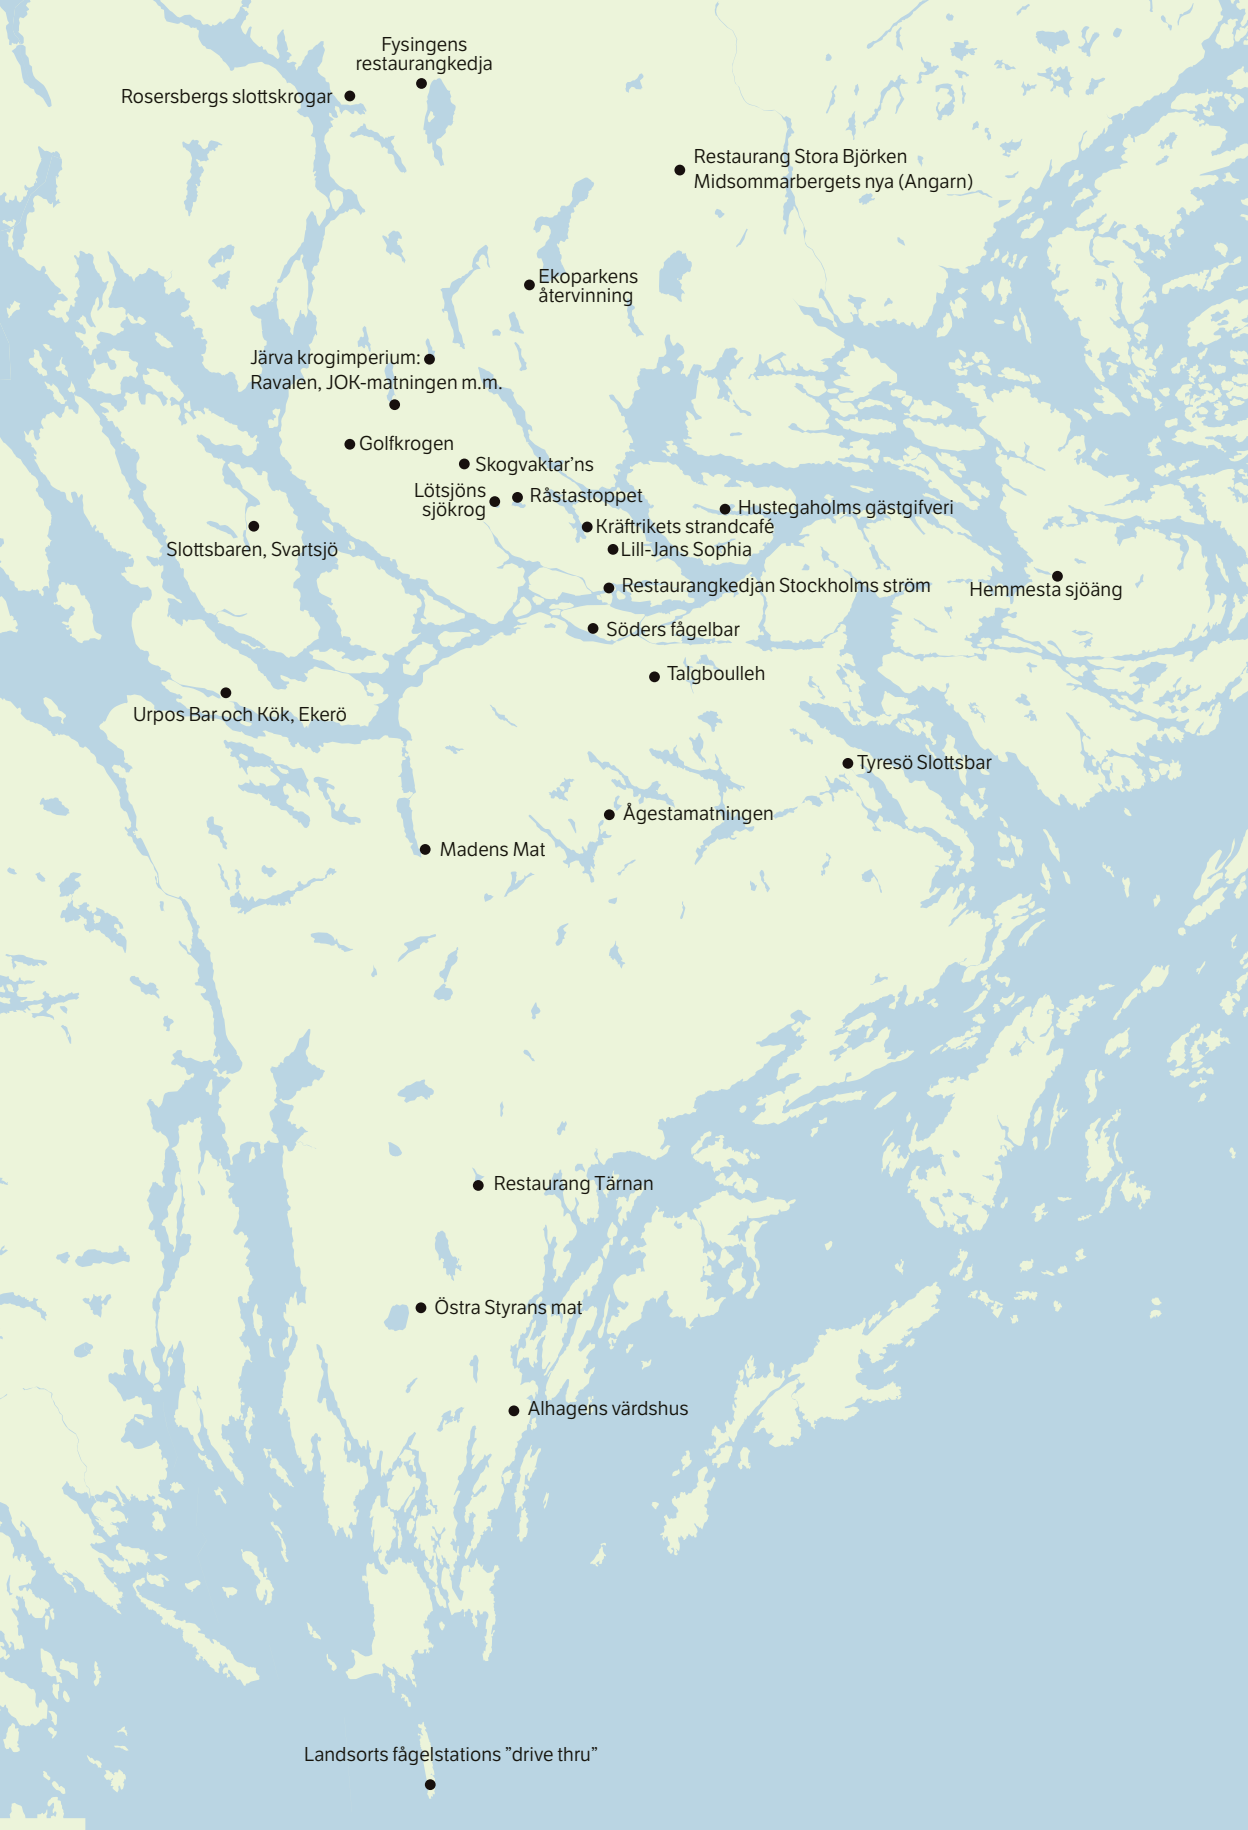 Fysingens
restaurangkedja
Rosersbergs slottskrogar
Restaurang Stora Björken
Midsommarbergets nya (Angarn)
Ekoparkens
återvinning
Järva krogimperium:
Ravalen, JOK-matningen m.m.
Golfkrogen
Skogvaktar’ns
Lötsjöns
sjökrog
Råstastoppet
Hustegaholms gästgifveri
Kräftrikets strandcafé
Slottsbaren, Svartsjö
Lill-Jans Sophia
Restaurangkedjan Stockholms ström
Hemmesta sjöäng
Söders fågelbar
Talgboulleh
Urpos Bar och Kök, Ekerö
Tyresö Slottsbar
Ågestamatningen
Madens Mat
Restaurang Tärnan
Östra Styrans mat
Alhagens värdshus
Landsorts fågelstations ”drive thru”